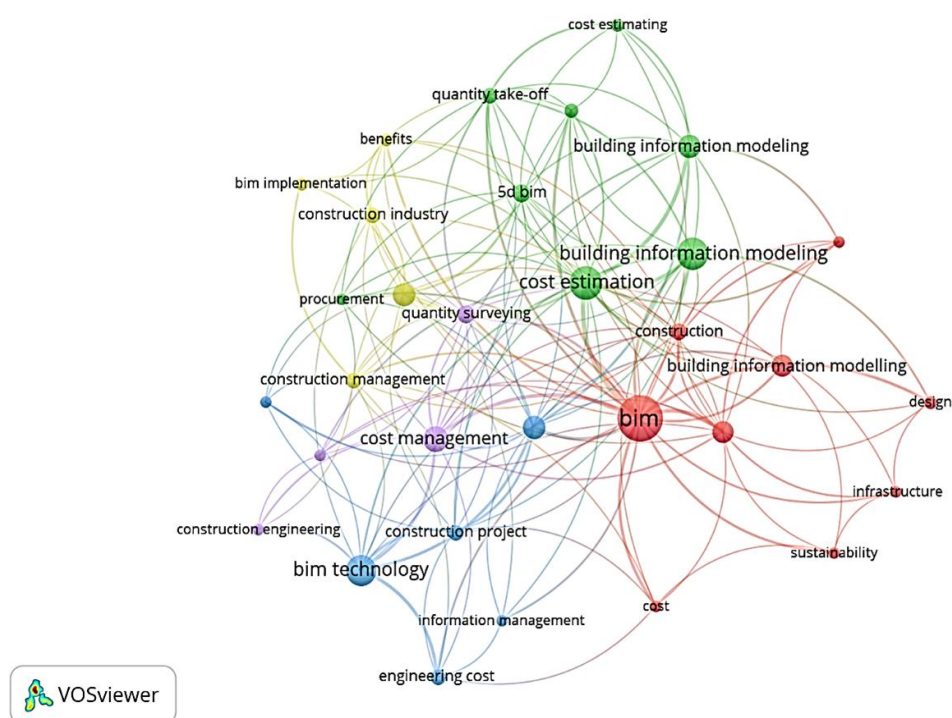 cost estimating
quantity take-off
benefits
building information modeling
bim implementation
5d bim
construction industry
building information modeling
cost estimation
procurement
quantity surveying
construction
building information modelling
construction management
design
bim
cost management
infrastructure
construction engineering
construction project
sustainability
bim technology
cost
information management
engineering cost
VOSviewer